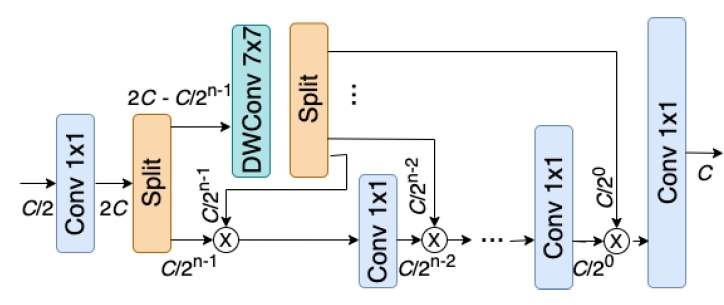 C/2
Conv 1x1
2C
Split
2C - C/2^{n-1}
C/2^{n-1}
DWConv 7x7
Split
...
C/2^{n-1}
X
Conv 1x1
C/2^{n-2}
C/2^{n-2}
X
...
Conv 1x1
C/2^0
C/2^0
X
Conv 1x1
C